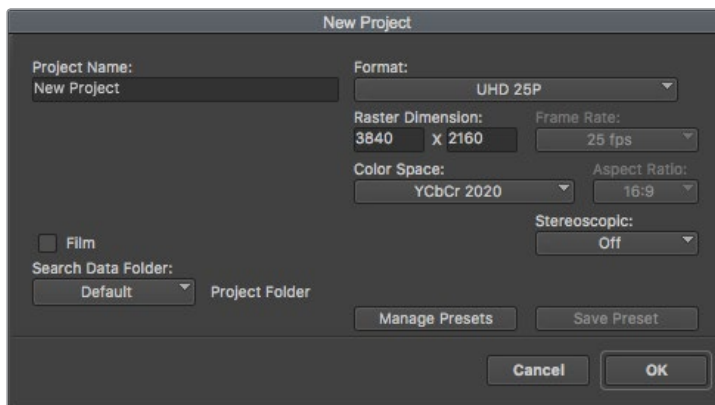 New Project
Project Name:
New Project
Format:
UHD 25P
Raster Dimension:
3840 x 2160
Frame Rate:
25 fps
Color Space:
YCbCr 2020
Aspect Ratio:
16:9
Stereoscopic:
Off
Film
Search Data Folder:
Default
Project Folder
Manage Presets
Save Preset
Cancel
OK